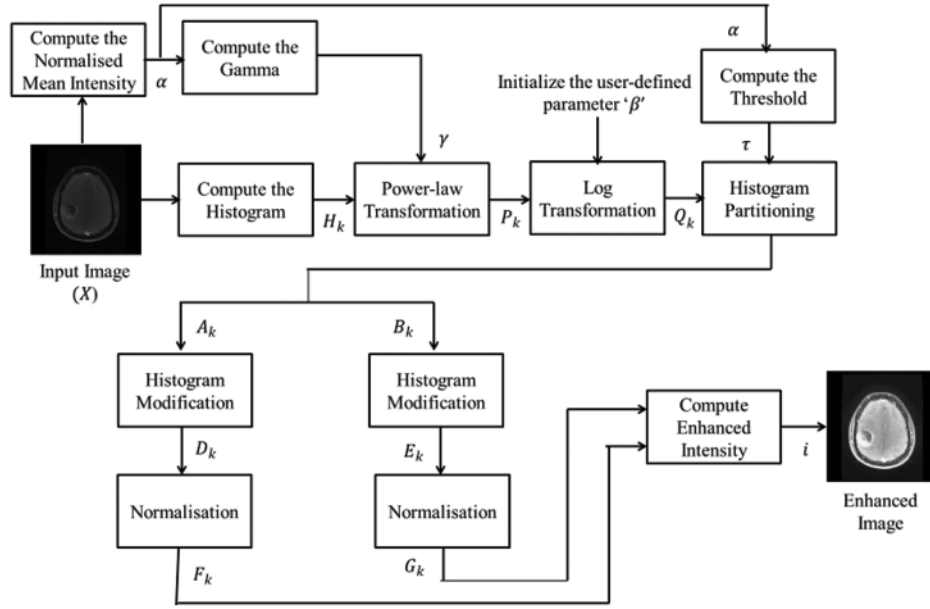 Compute the
Normalised
Mean Intensity
α
Compute the
Gamma
α
Compute the
Threshold
Initialize the user-defined
parameter ‘β’
γ
τ
Input Image
(X)
Compute the
Histogram
H_k
Power-law
Transformation
P_k
Log
Transformation
Q_k
Histogram
Partitioning
A_k
B_k
Histogram
Modification
Histogram
Modification
D_k
E_k
Normalisation
Normalisation
F_k
G_k
Compute
Enhanced
Intensity
i
Enhanced
Image